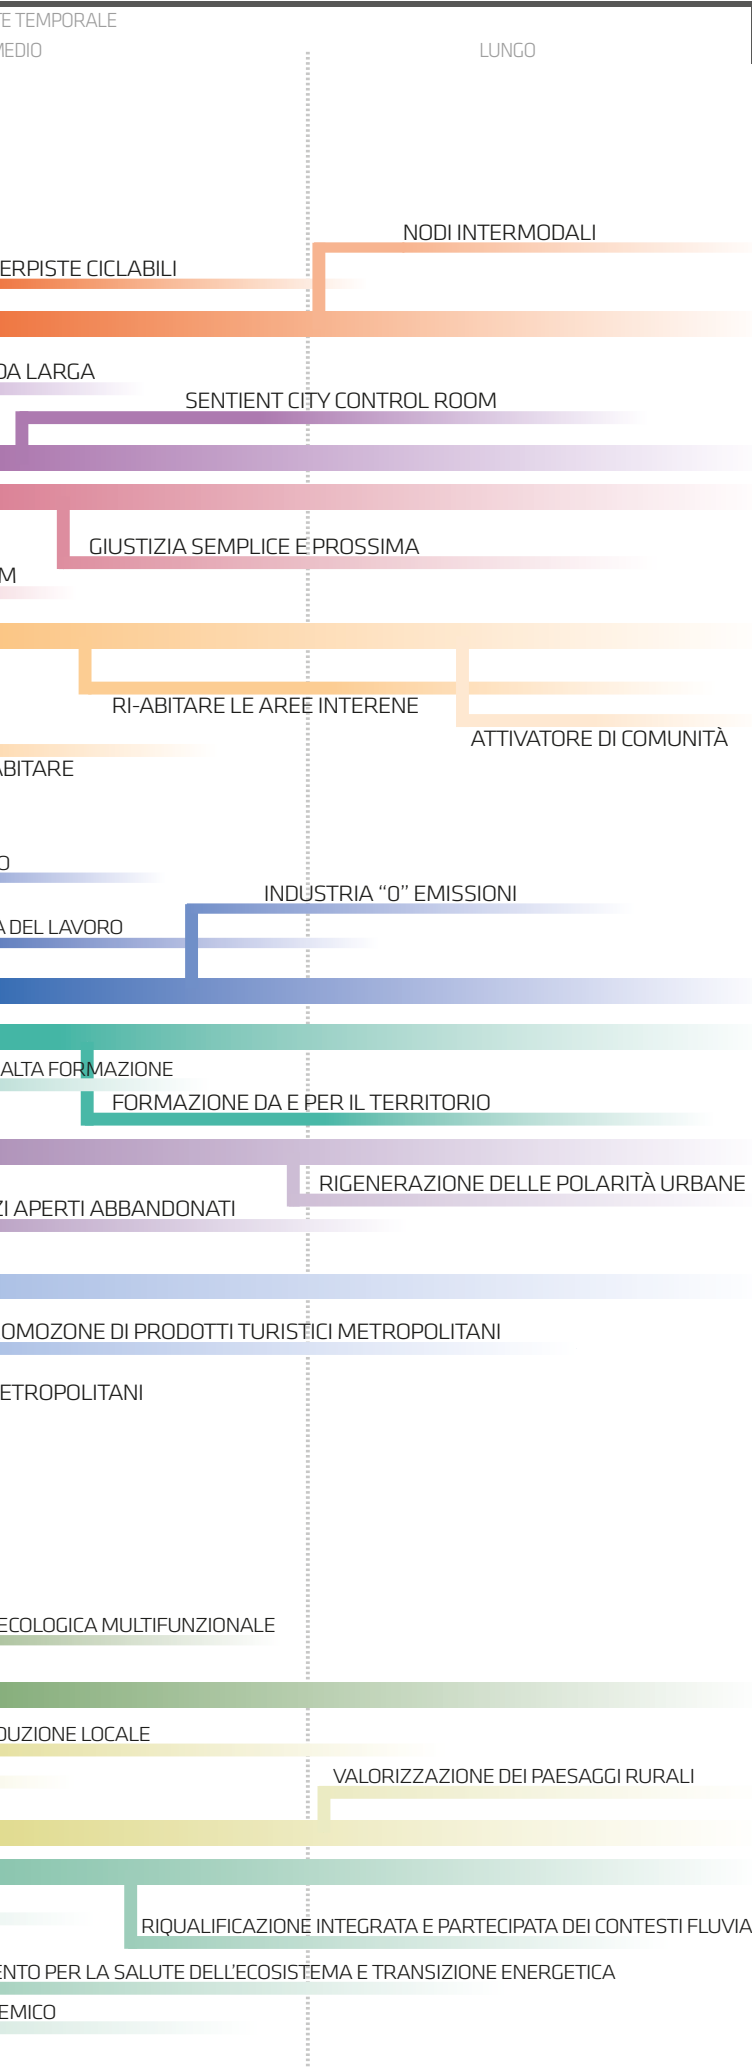 TE TEMPORALE
MEDIO
LUNGO
NODI INTERMODALI
ERPISTE CICLABILI
DA LARGA
SENTIENT CITY CONTROL ROOM
GIUSTIZIA SEMPLICE E PROSSIMA
M
RI-ABITARE LE AREE INTERENE
ATTIVATORE DI COMUNITÀ
ABITARE
O
INDUSTRIA “0” EMISSIONI
A DEL LAVORO
ALTA FORMAZIONE
FORMAZIONE DA E PER IL TERRITORIO
RIGENERAZIONE DELLE POLARITÀ URBANE
ZI APERTI ABBANDONATI
OMOZONE DI PRODOTTI TURISTICI METROPOLITANI
ETROPOLITANI
ECOLOGICA MULTIFUNZIONALE
DUZIONE LOCALE
VALORIZZAZIONE DEI PAESAGGI RURALI
RIQUALIFICAZIONE INTEGRATA E PARTECIPATA DEI CONTESTI FLUVIA
ENTO PER LA SALUTE DELL’ECOSISTEMA E TRANSIZIONE ENERGETICA
EMICO